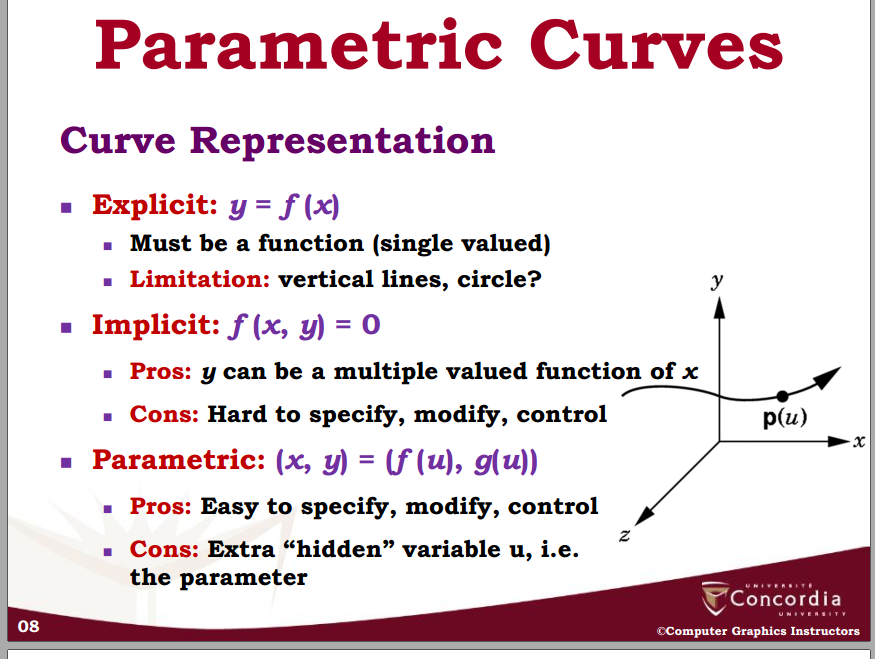 Parametric Curves
Curve Representation
▪ Explicit: y = f (x)
▪ Must be a function (single valued)
▪ Limitation: vertical lines, circle?
▪ Implicit: f (x, y) = 0
▪ Pros: y can be a multiple valued function of x
▪ Cons: Hard to specify, modify, control
▪ Parametric: (x, y) = (f (u), g(u))
▪ Pros: Easy to specify, modify, control
▪ Cons: Extra “hidden” variable u, i.e.
the parameter
y
p(u)
x
z
UNIVERSITÉ
Concordia
UNIVERSITY
08
©Computer Graphics Instructors